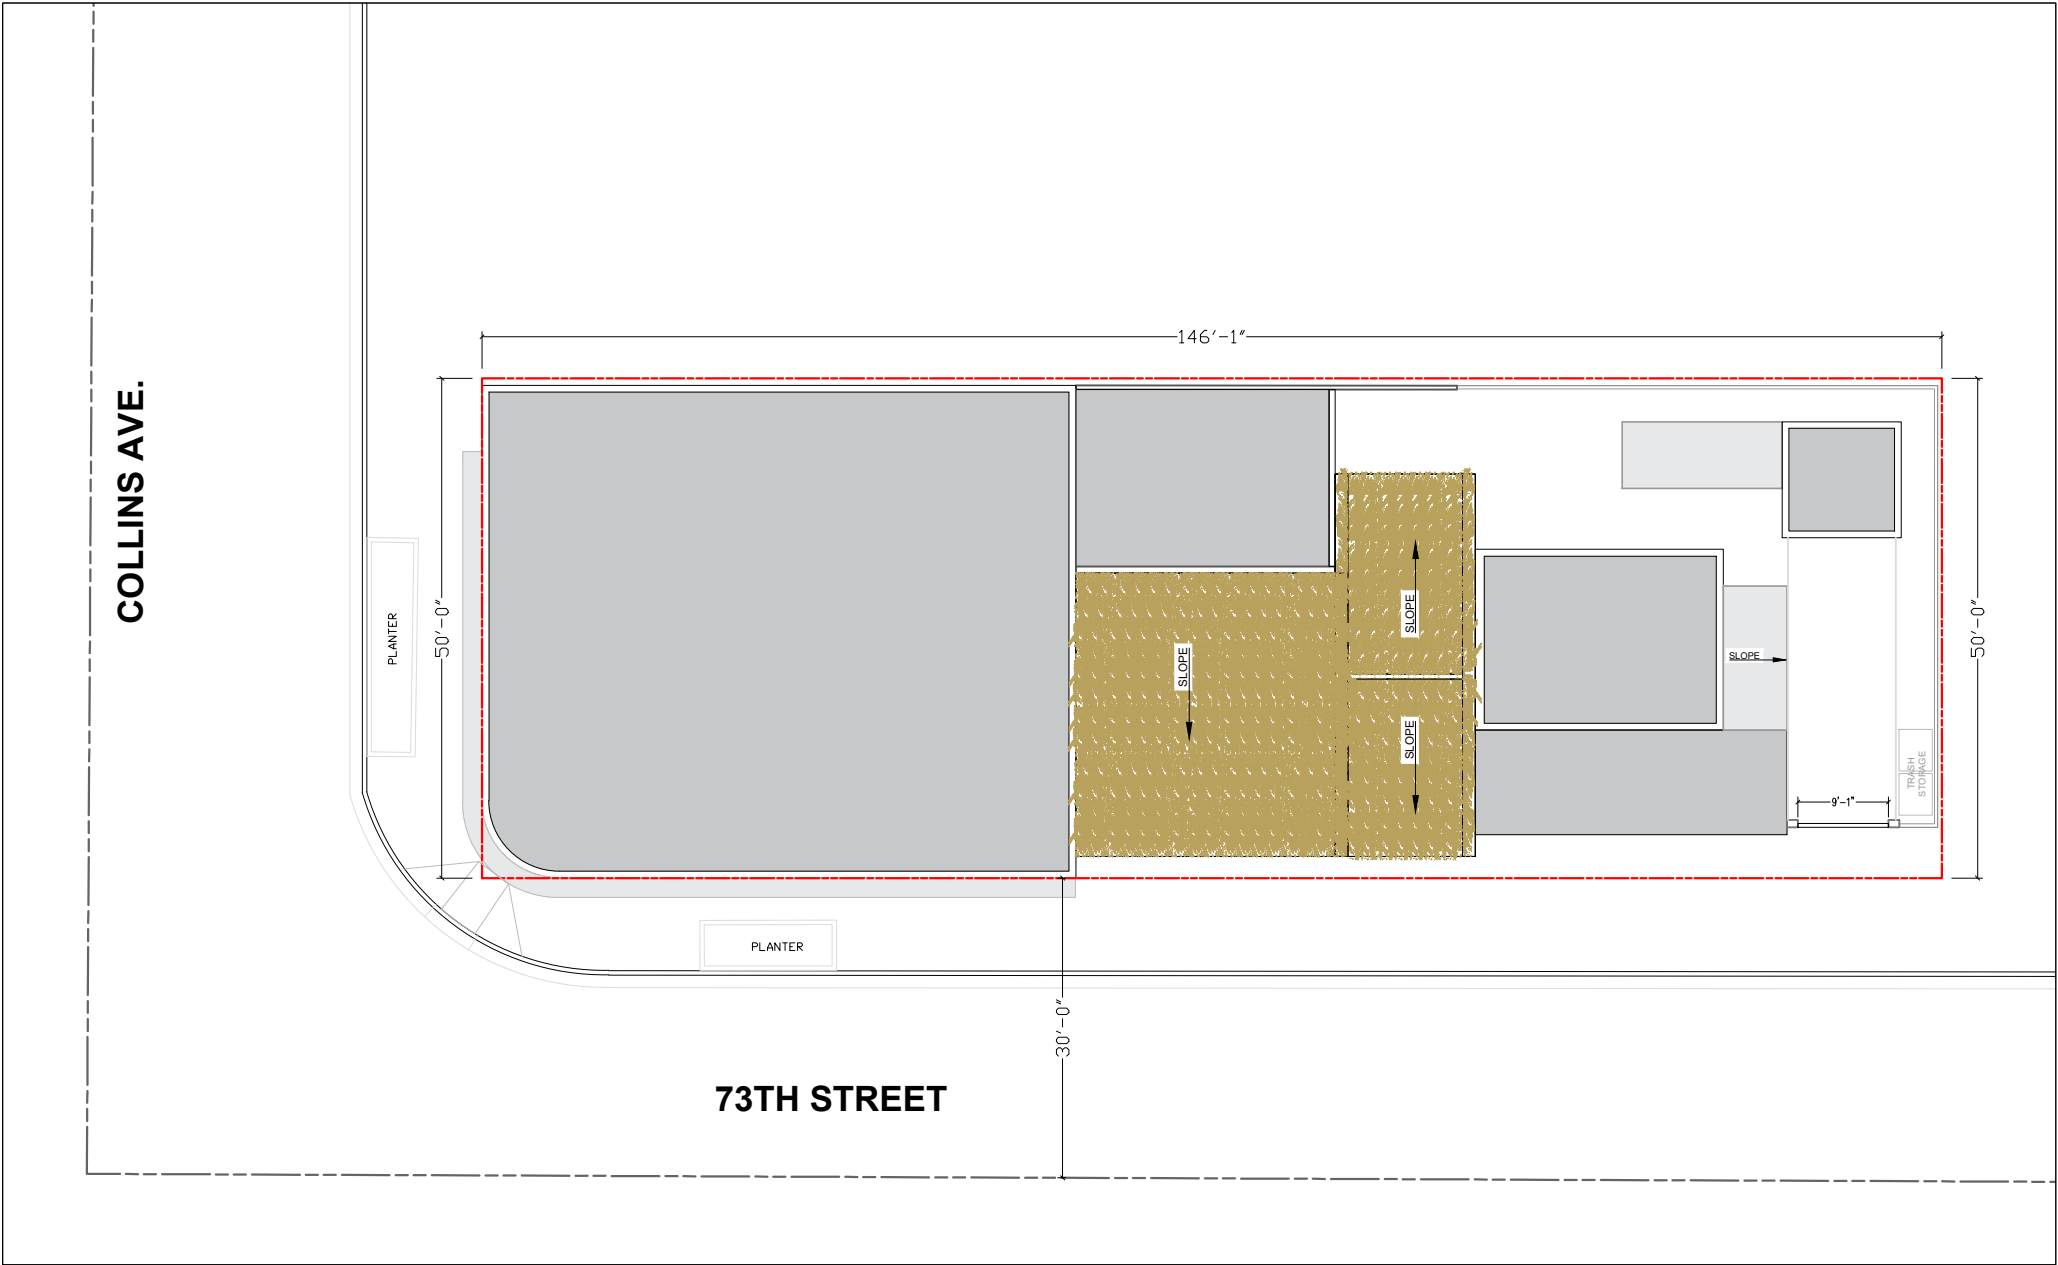 146'-1"
COLLINS AVE.
50'-0"
PLANTER
SLOPE
SLOPE
SLOPE
SLOPE
50'-0"
TRASH
STORAGE
9'-1"
PLANTER
30'-0"
73TH STREET